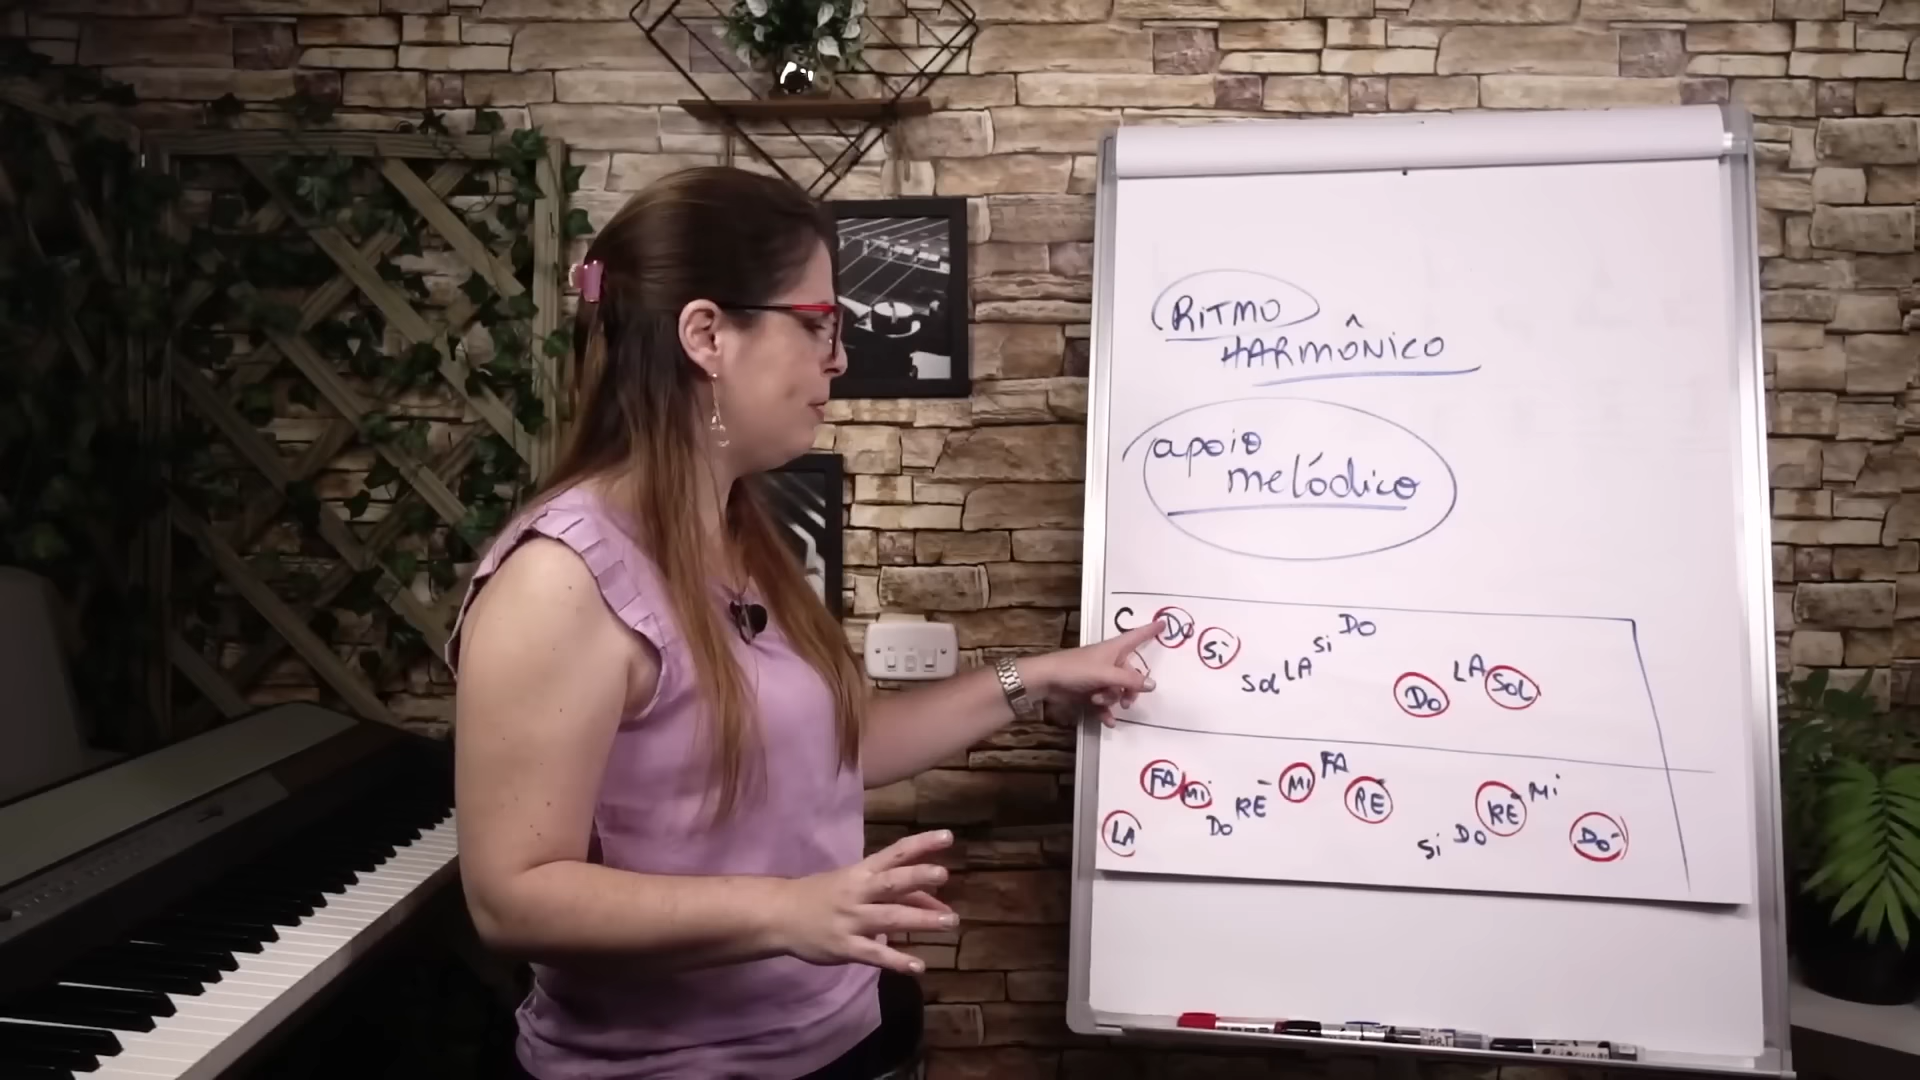 RiTMO
HARMÔNiCO
apoio
melódico
C DO Si SOL LA Si DO DO LA SOL
FA Mi DO RÉ Mi FA RÉ Si DO RÉ Mi DÓ
LA
ART